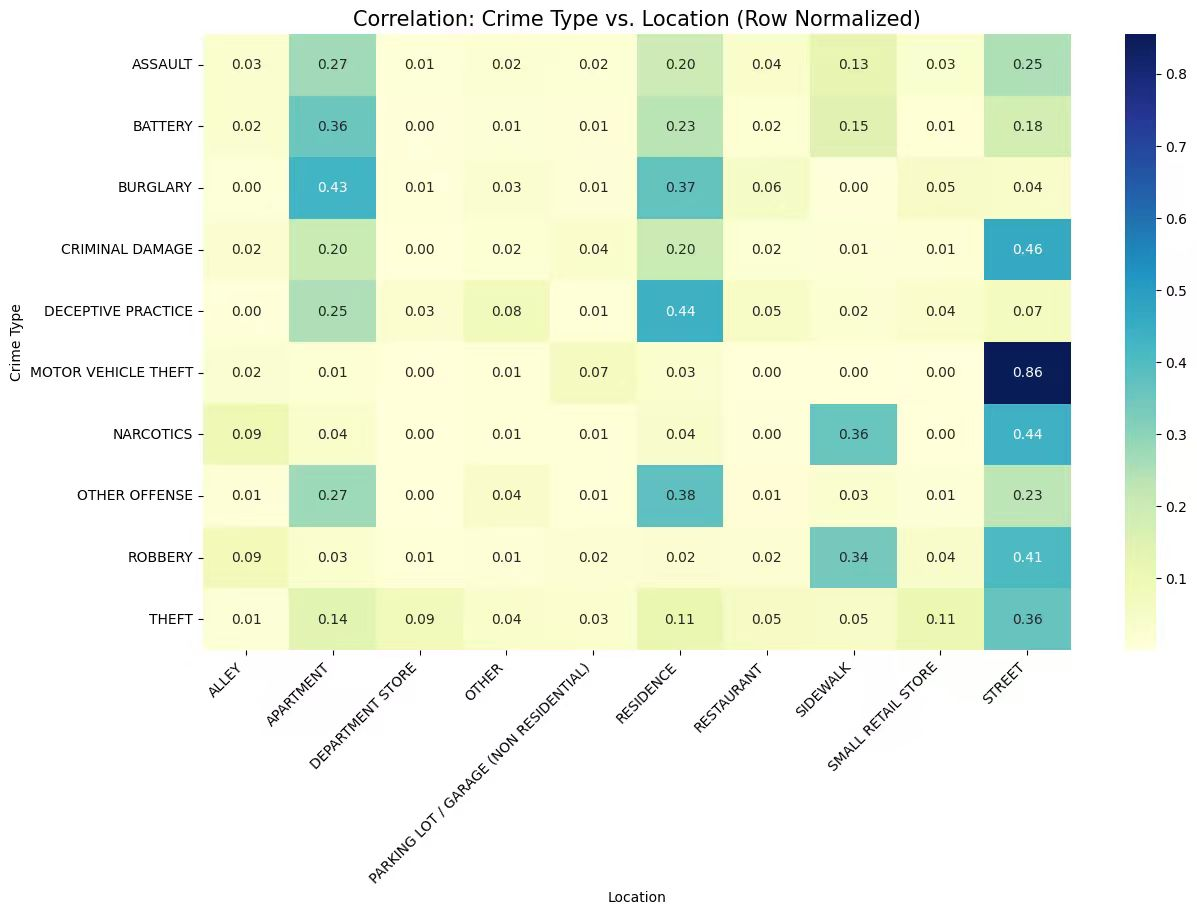 Correlation: Crime Type vs. Location (Row Normalized)
ASSAULT 0.03 0.27 0.01 0.02 0.02 0.20 0.04 0.13 0.03 0.25
BATTERY 0.02 0.36 0.00 0.01 0.01 0.23 0.02 0.15 0.01 0.18
BURGLARY 0.00 0.43 0.01 0.03 0.01 0.37 0.06 0.00 0.05 0.04
CRIMINAL DAMAGE 0.02 0.20 0.00 0.02 0.04 0.20 0.02 0.01 0.01 0.46
DECEPTIVE PRACTICE 0.00 0.25 0.03 0.08 0.01 0.44 0.05 0.02 0.04 0.07
MOTOR VEHICLE THEFT 0.02 0.01 0.00 0.01 0.07 0.03 0.00 0.00 0.00 0.86
NARCOTICS 0.09 0.04 0.00 0.01 0.01 0.04 0.00 0.36 0.00 0.44
OTHER OFFENSE 0.01 0.27 0.00 0.04 0.01 0.38 0.01 0.03 0.01 0.23
ROBBERY 0.09 0.03 0.01 0.01 0.02 0.02 0.02 0.34 0.04 0.41
THEFT 0.01 0.14 0.09 0.04 0.03 0.11 0.05 0.05 0.11 0.36
Crime Type
ALLEY
APARTMENT
DEPARTMENT STORE
OTHER
PARKING LOT / GARAGE (NON RESIDENTIAL)
RESIDENCE
RESTAURANT
SIDEWALK
SMALL RETAIL STORE
STREET
Location
0.8
0.7
0.6
0.5
0.4
0.3
0.2
0.1